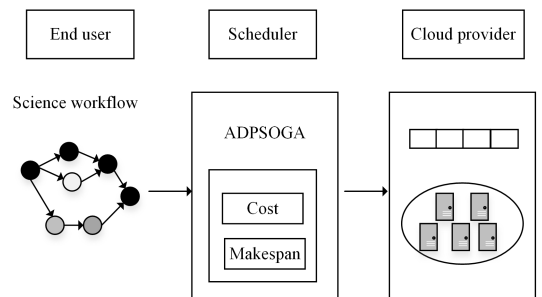 End user
Scheduler
Cloud provider
Science workflow
ADPSOGA
Cost
Makespan